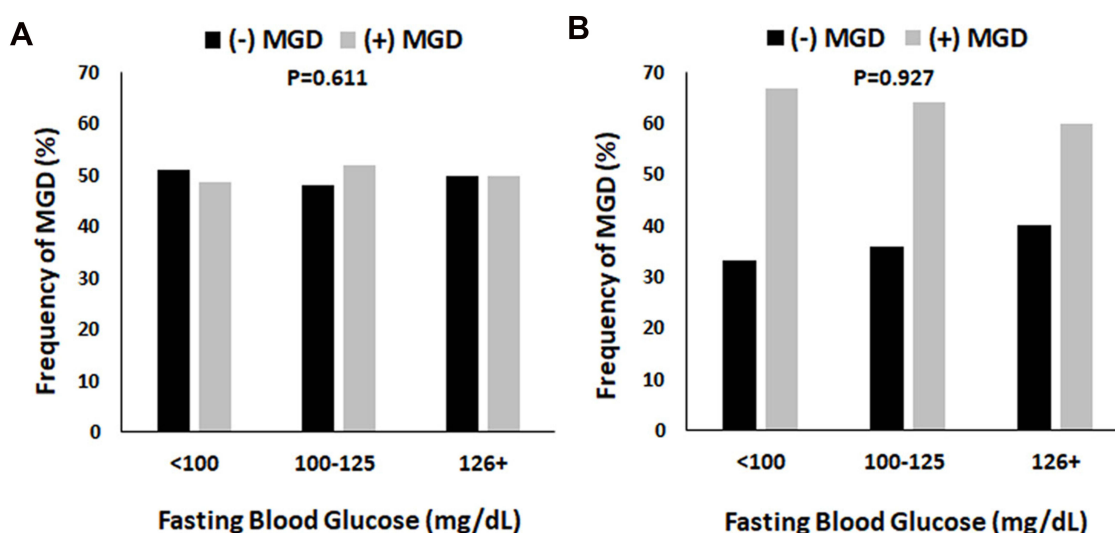 A
(-) MGD (+) MGD
P=0.611
Frequency of MGD (%)
70
60
50
40
30
20
10
0
<100 100-125 126+
Fasting Blood Glucose (mg/dL)
B
(-) MGD (+) MGD
P=0.927
Frequency of MGD (%)
70
60
50
40
30
20
10
0
<100 100-125 126+
Fasting Blood Glucose (mg/dL)